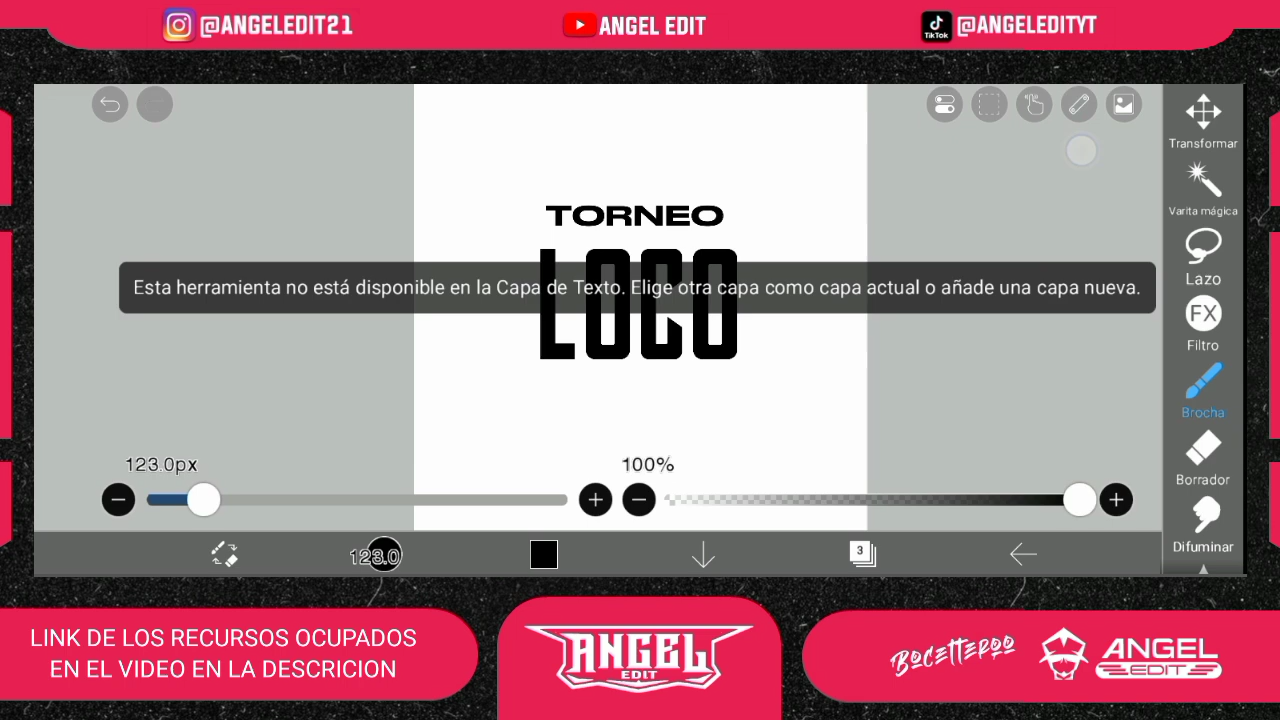 @ANGELEDIT21
ANGEL EDIT
TikTok
@ANGELEDITYT
Transformar
Varita mágica
TORNEO
LOCO
Lazo
Esta herramienta no está disponible en la Capa de Texto. Elige otra capa como capa actual o añade una capa nueva.
FX
Filtro
Brocha
123.0px
100%
Borrador
Difuminar
123.0
3
LINK DE LOS RECURSOS OCUPADOS
EN EL VIDEO EN LA DESCRICION
ANGEL
EDIT
BOCETTEROO
ANGEL
EDIT